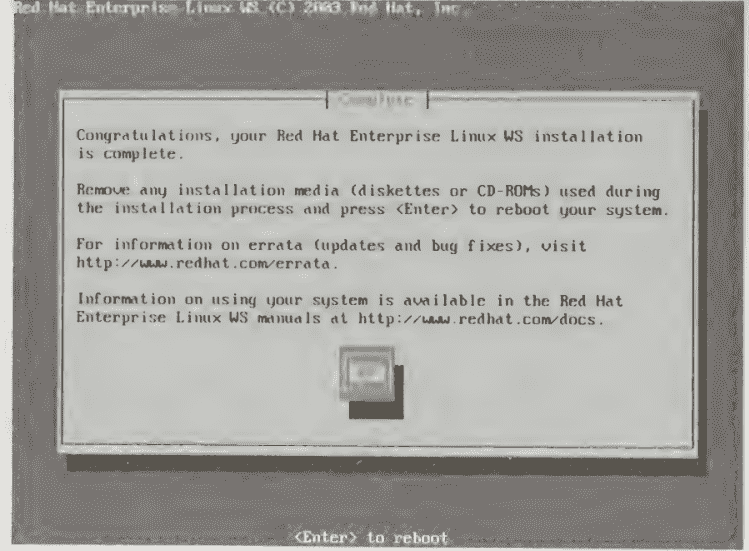 Red Hat Enterprise Linux WS (C) 2003 Red Hat, Inc.
Complete
Congratulations, your Red Hat Enterprise Linux WS installation
is complete.
Remove any installation media (diskettes or CD-ROMs) used during
the installation process and press <Enter> to reboot your system.
For information on errata (updates and bug fixes), visit
http://www.redhat.com/errata.
Information on using your system is available in the Red Hat
Enterprise Linux WS manuals at http://www.redhat.com/docs.
<Enter> to reboot